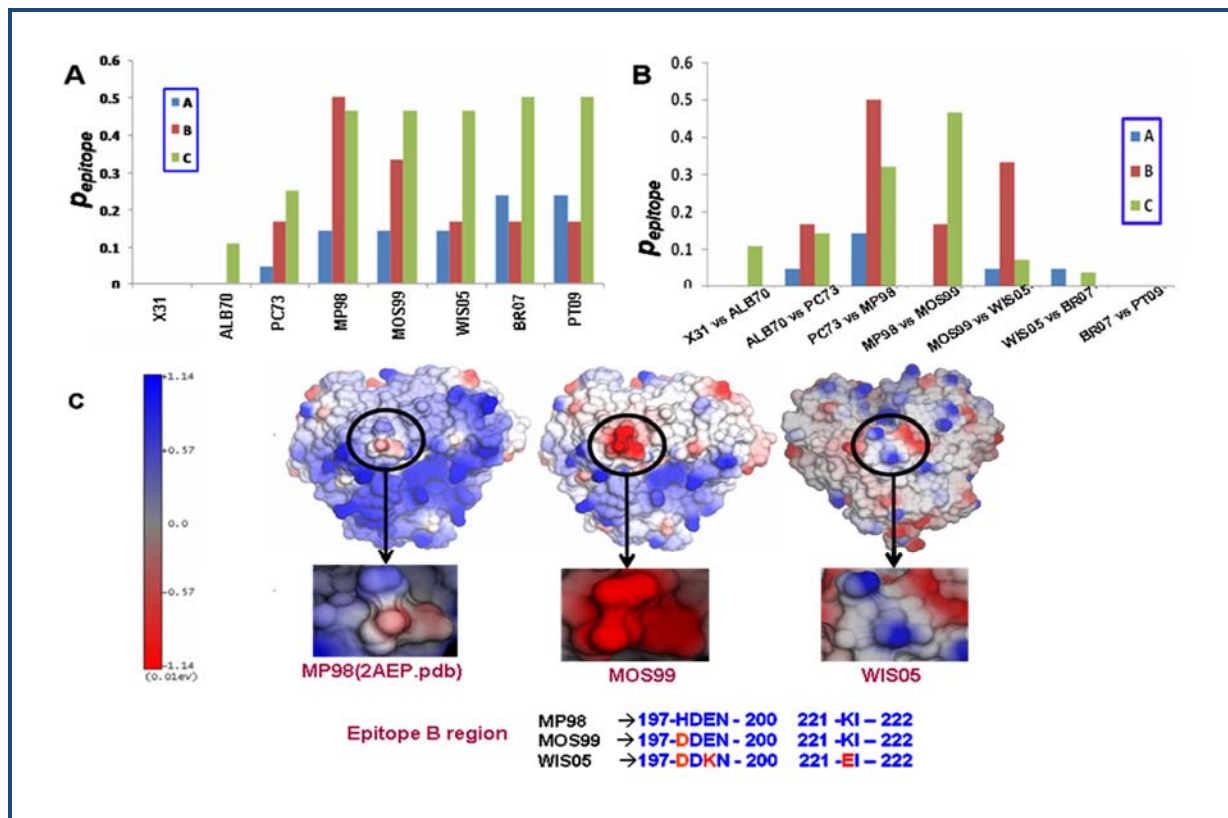 A
0.6
0.5
0.4
0.3
0.2
0.1
0
p epitope
A
B
C
X31
ALB70
PC73
MP98
MOS99
WIS05
BR07
PT09
B
0.6
0.5
0.4
0.3
0.2
0.1
0
p epitope
A
B
C
X31 vs ALB70
ALB70 vs PC73
PC73 vs MP98
MP98 vs MOS99
MOS99 vs WIS05
WIS05 vs BR07
BR07 vs PT09
C
+1.14
+0.57
0.0
-0.57
-1.14
(0.01eV)
MP98(2AEP.pdb)
MOS99
WIS05
Epitope B region
MP98 →197-HDEN - 200 221 -KI – 222
MOS99 →197-DDEN - 200 221 -KI – 222
WIS05 →197-DDKN - 200 221 -EI – 222